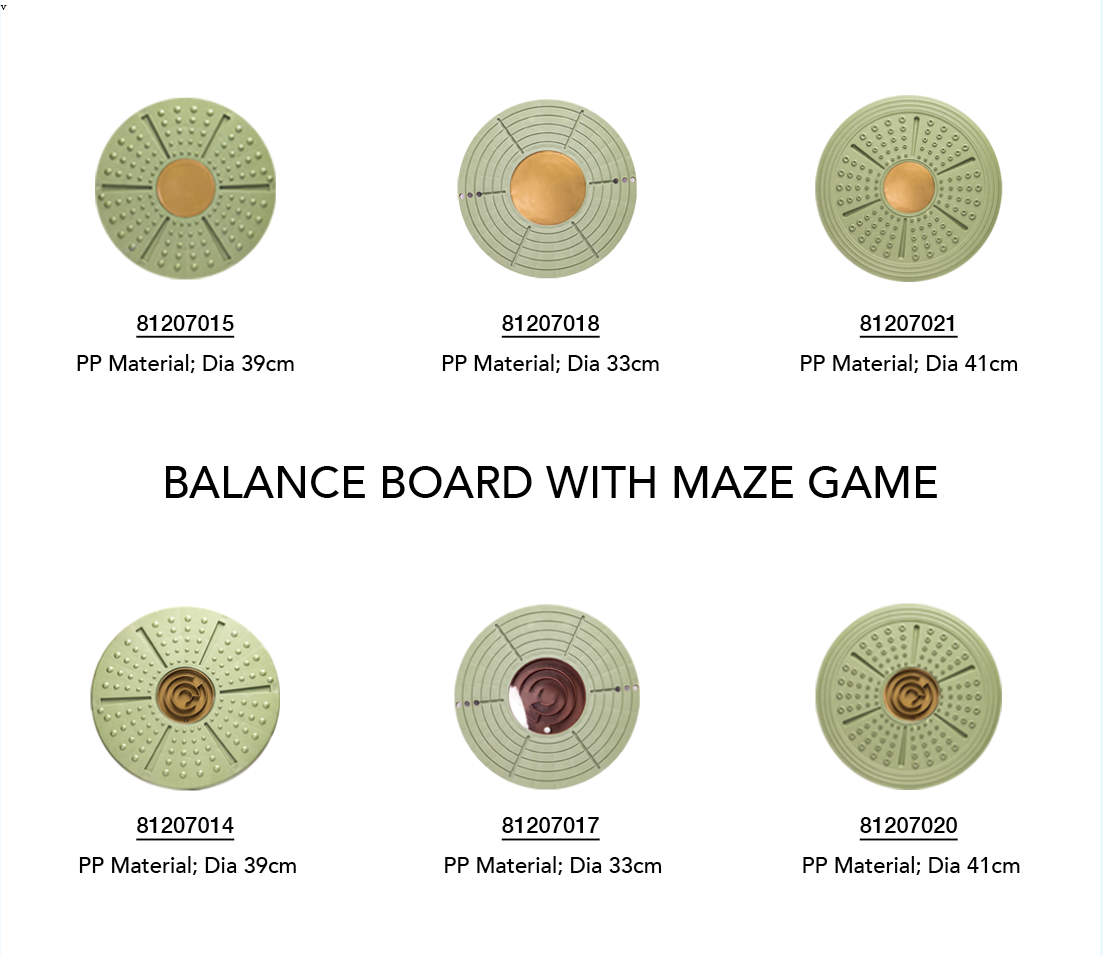 v
81207015
PP Material; Dia 39cm
81207018
PP Material; Dia 33cm
81207021
PP Material; Dia 41cm
BALANCE BOARD WITH MAZE GAME
81207014
PP Material; Dia 39cm
81207017
PP Material; Dia 33cm
81207020
PP Material; Dia 41cm